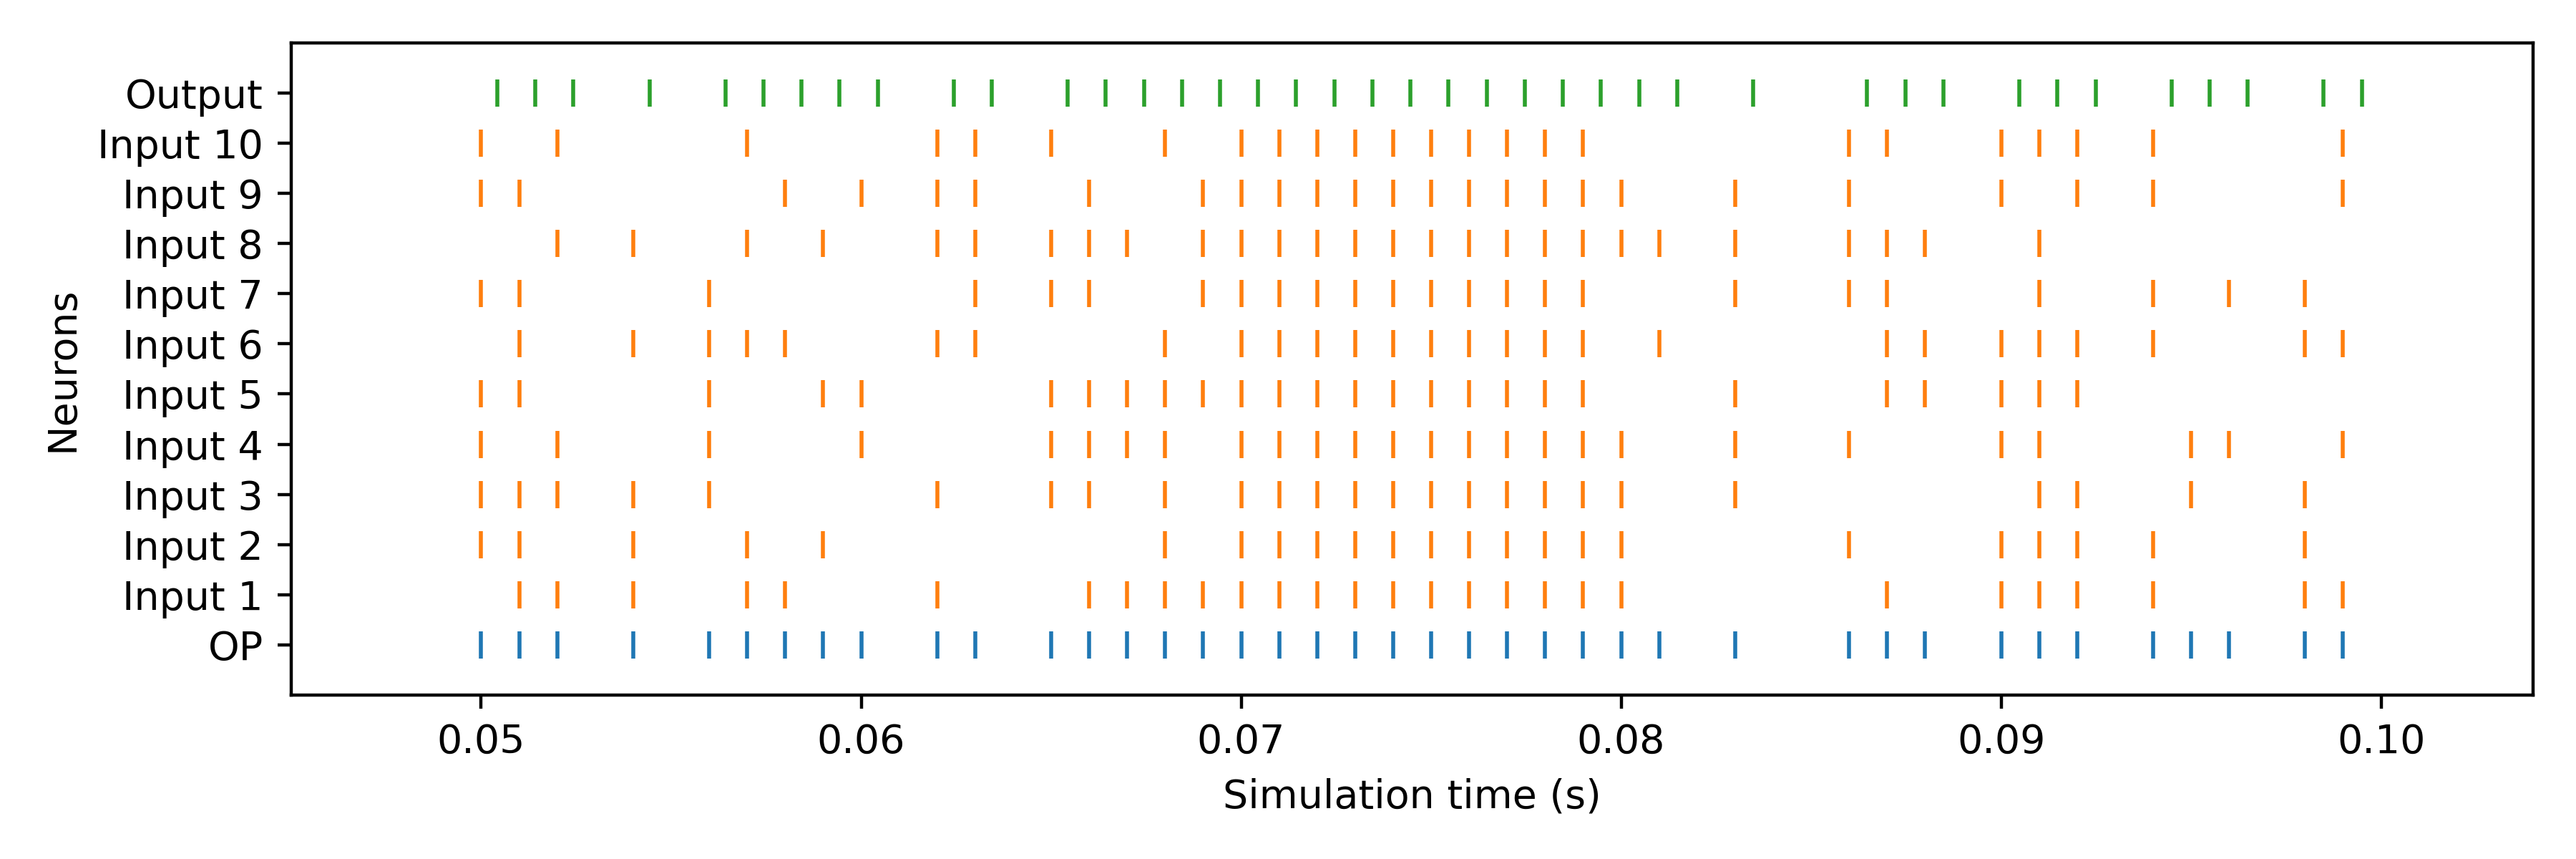 Output
Input 10
Input 9
Input 8
Input 7
Input 6
Input 5
Input 4
Input 3
Input 2
Input 1
OP
Neurons
0.05 0.06 0.07 0.08 0.09 0.10
Simulation time (s)